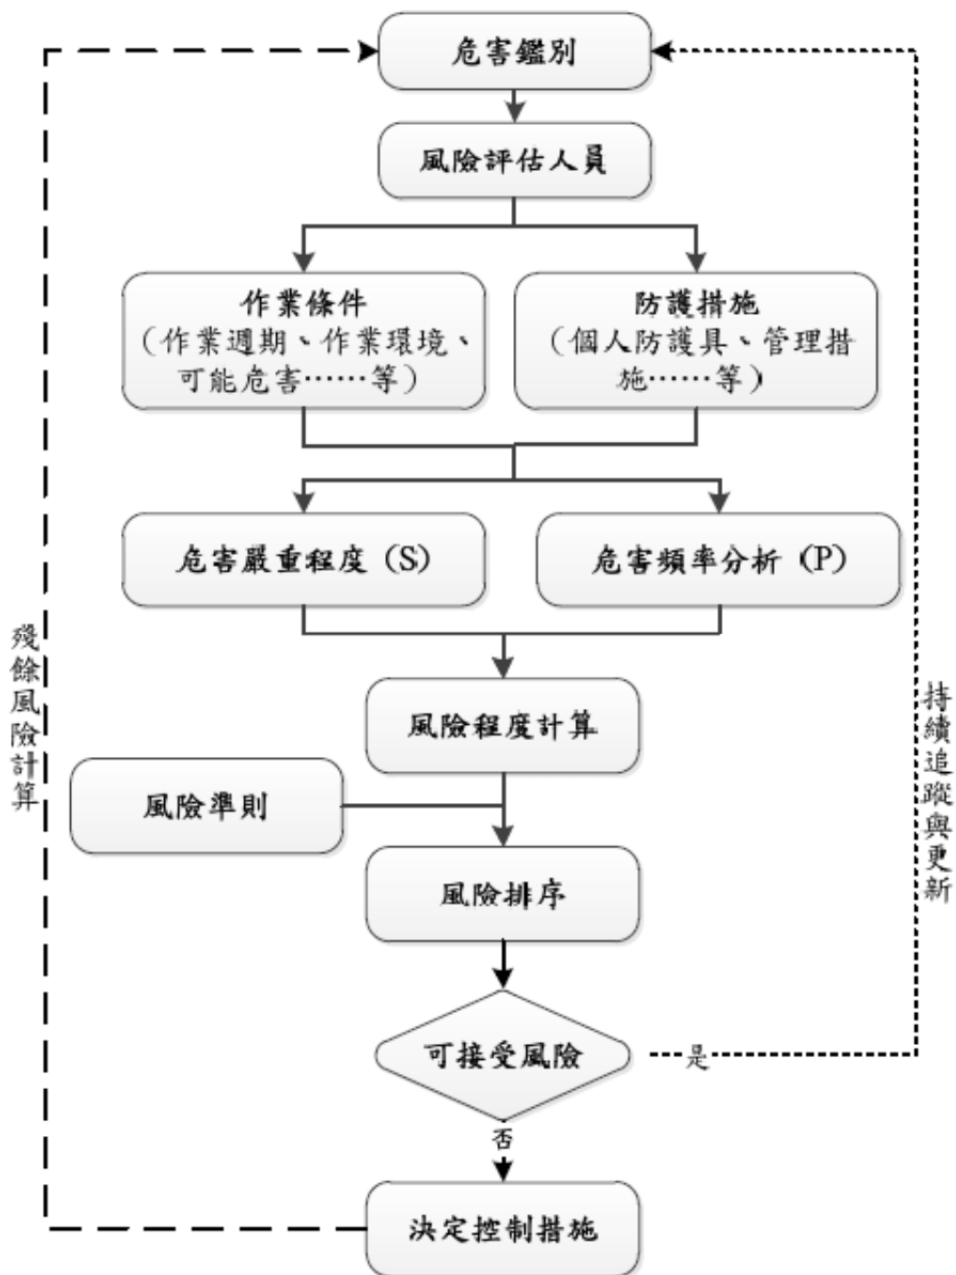 危害鑑別
風險評估人員
作業條件
（作業週期、作業環境、
可能危害……等）
防護措施
（個人防護具、管理措
施……等）
危害嚴重程度（S）
危害頻率分析（P）
風險程度計算
風險準則
風險排序
可接受風險
是
否
決定控制措施
殘餘風險計算
持續追蹤與更新